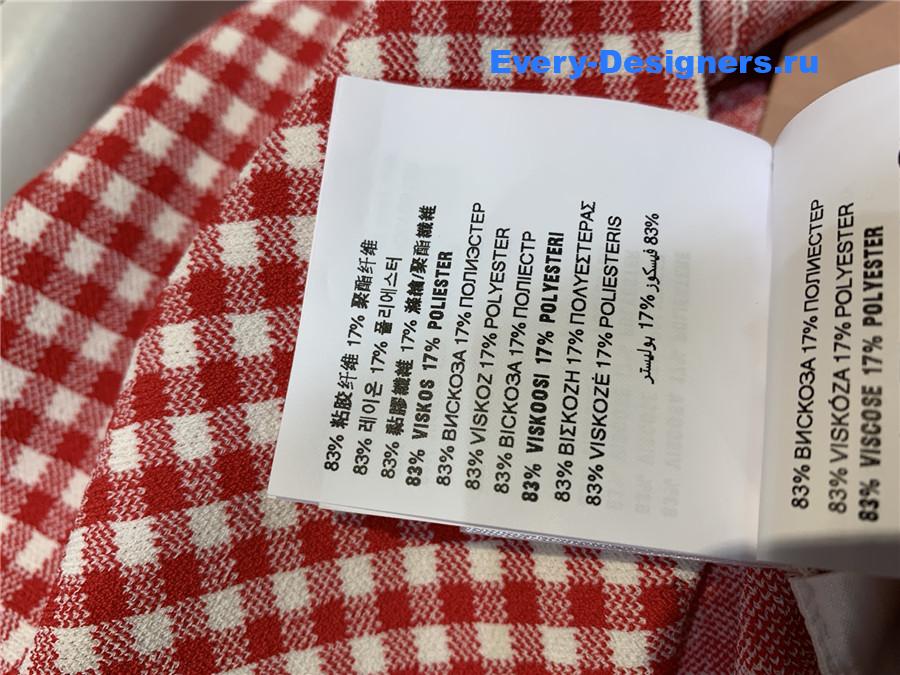 Every-Designers.ru
83% 粘胶纤维 17% 聚酯纤维
83% 레이온 17% 폴리에스터
83% 黏膠纖維 17% 滌綸/聚酯纖維
83% VISKOS 17% POLIESTER
83% ВИСКОЗА 17% ПОЛИЭСТЕР
83% VISKOZ 17% POLYESTER
83% ВІСКОЗА 17% ПОЛІЕСТР
83% VISKOOSI 17% POLYESTERI
83% ΒΙΣΚΟΖΗ 17% ΠΟΛΥΕΣΤΕΡΑΣ
83% VISKOZĖ 17% POLIESTERIS
83% فيسكوز 17% بوليستر
83% ВИСКОЗА 17% ПОЛИЕСТЕР
83% VISKÓZA 17% POLYESTER
83% VISCOSE 17% POLYESTER